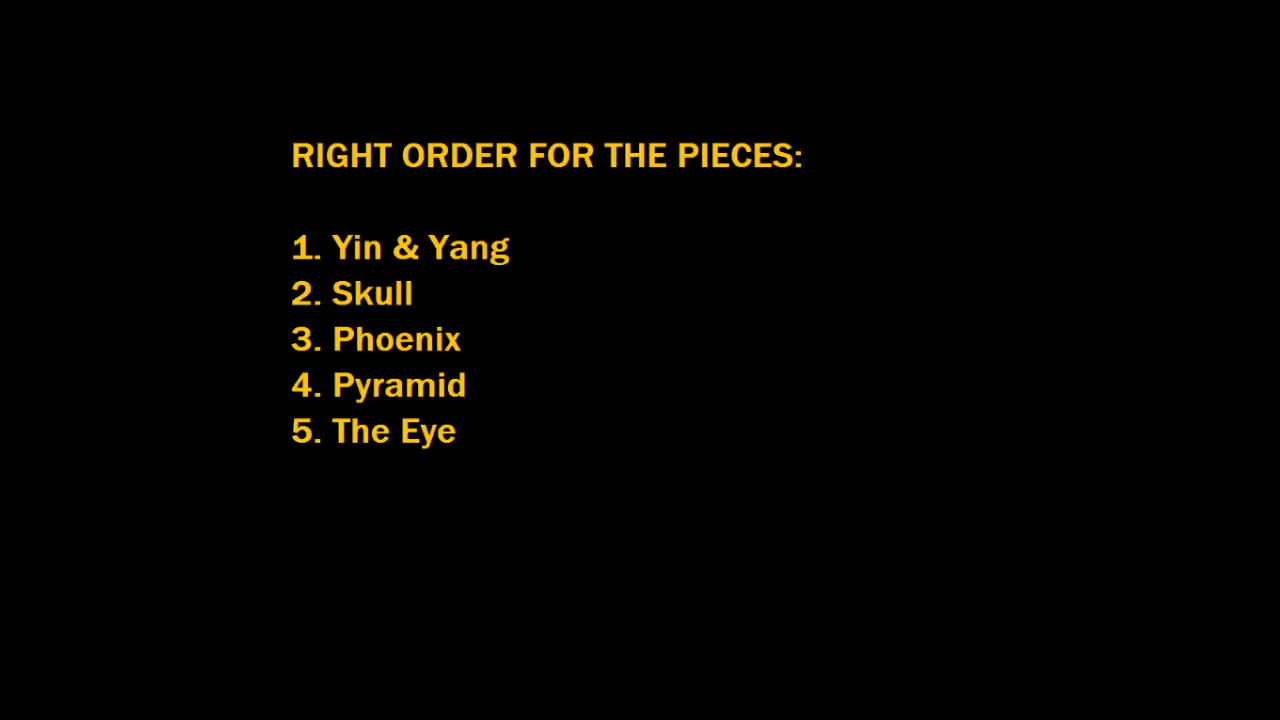 RIGHT ORDER FOR THE PIECES:
1. Yin & Yang
2. Skull
3. Phoenix
4. Pyramid
5. The Eye